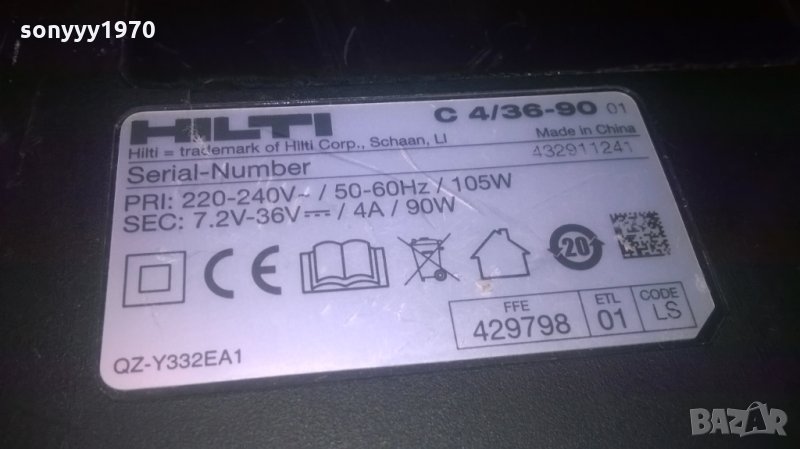 sonyyy1970
HILTI
C 4/36-90 01
Hilti = trademark of Hilti Corp., Schaan, LI
Made in China
Serial-Number
432911241
PRI: 220-240V~ / 50-60Hz / 105W
SEC: 7.2V-36V⎓ / 4A / 90W
CE
20
FFE
429798
ETL
01
CODE
LS
QZ-Y332EA1
BAZAR